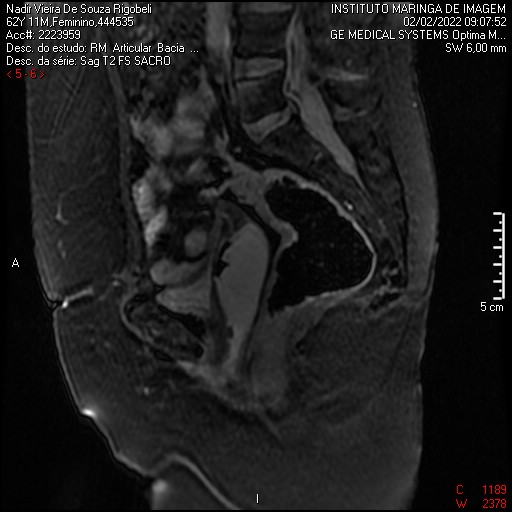 Nadir Vieira De Souza Rigobeli
62Y 11M,Feminino,444535
Acc#: 2223959
Desc. do estudo: RM Articular Bacia ...
Desc. da série: Sag T2 FS SACRO
< 5 - 6 >
INSTITUTO MARINGA DE IMAGEM
02/02/2022 09:07:52
GE MEDICAL SYSTEMS Optima M...
SW 6,00 mm
A
5 cm
I
C 1189
W 2378